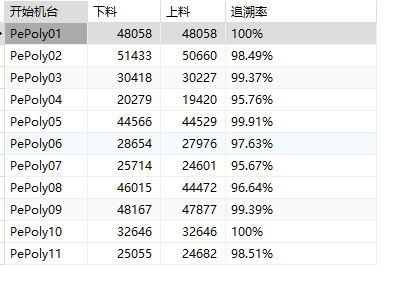 开始机台 下料 上料 追溯率
PePoly01 48058 48058 100%
PePoly02 51433 50660 98.49%
PePoly03 30418 30227 99.37%
PePoly04 20279 19420 95.76%
PePoly05 44566 44529 99.91%
PePoly06 28654 27976 97.63%
PePoly07 25714 24601 95.67%
PePoly08 46015 44472 96.64%
PePoly09 48167 47877 99.39%
PePoly10 32646 32646 100%
PePoly11 25055 24682 98.51%